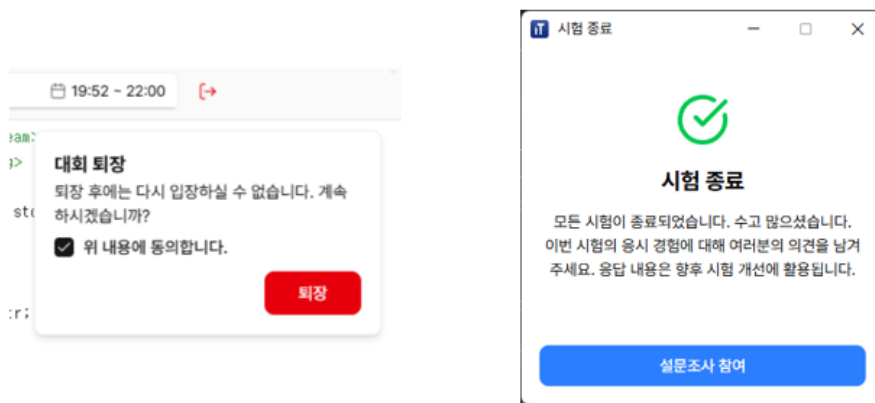 19:52 ~ 22:00
대회 퇴장
퇴장 후에는 다시 입장하실 수 없습니다. 계속
하시겠습니까?
위 내용에 동의합니다.
퇴장
iT 시험 종료
시험 종료
모든 시험이 종료되었습니다. 수고 많으셨습니다.
이번 시험의 응시 경험에 대해 여러분의 의견을 남겨
주세요. 응답 내용은 향후 시험 개선에 활용됩니다.
설문조사 참여